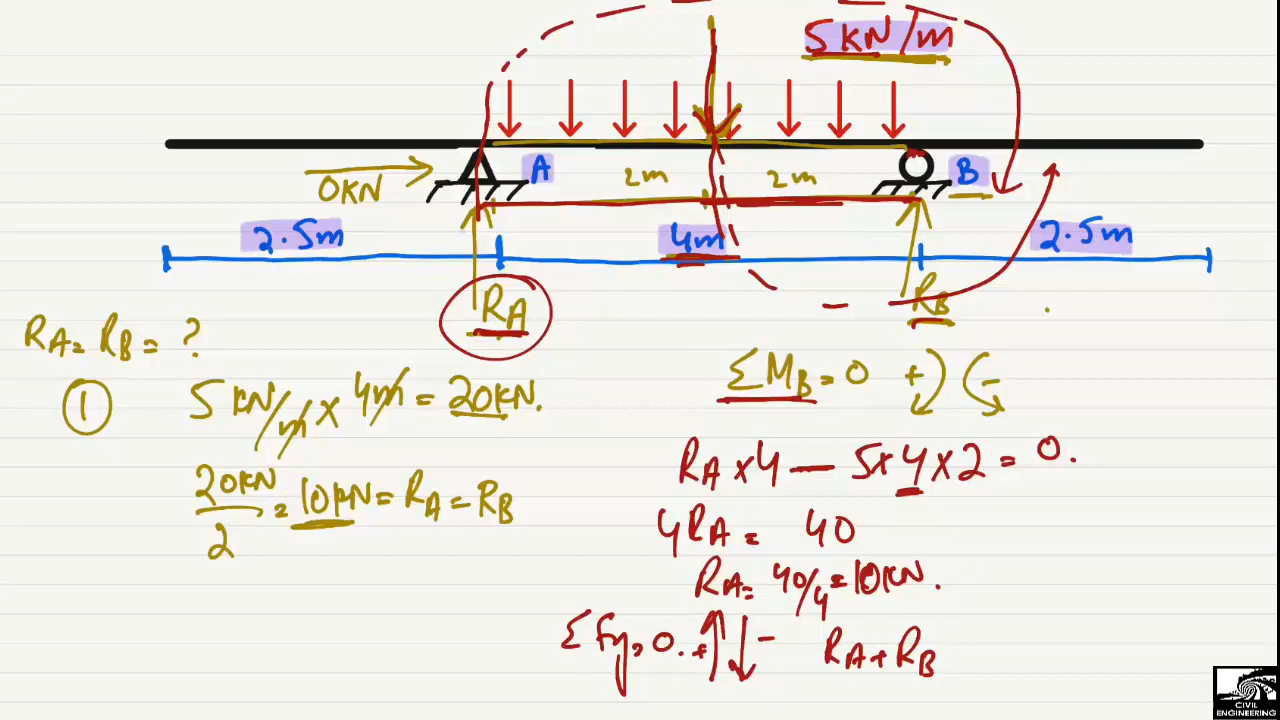 5 KN/m
A
2m
2m
B
0KN
2.5m
4m
2.5m
RA
RB
RA = RB = ?
① 5 KN/m × 4m = 20KN.
20KN/2 = 10KN = RA = RB
ΣMB = 0 + -
RA × 4 — 5 × 4 × 2 = 0.
4RA = 40
RA = 40/4 = 10KN.
ΣFy = 0. + - RA + RB
CIVIL
ENGINEERING